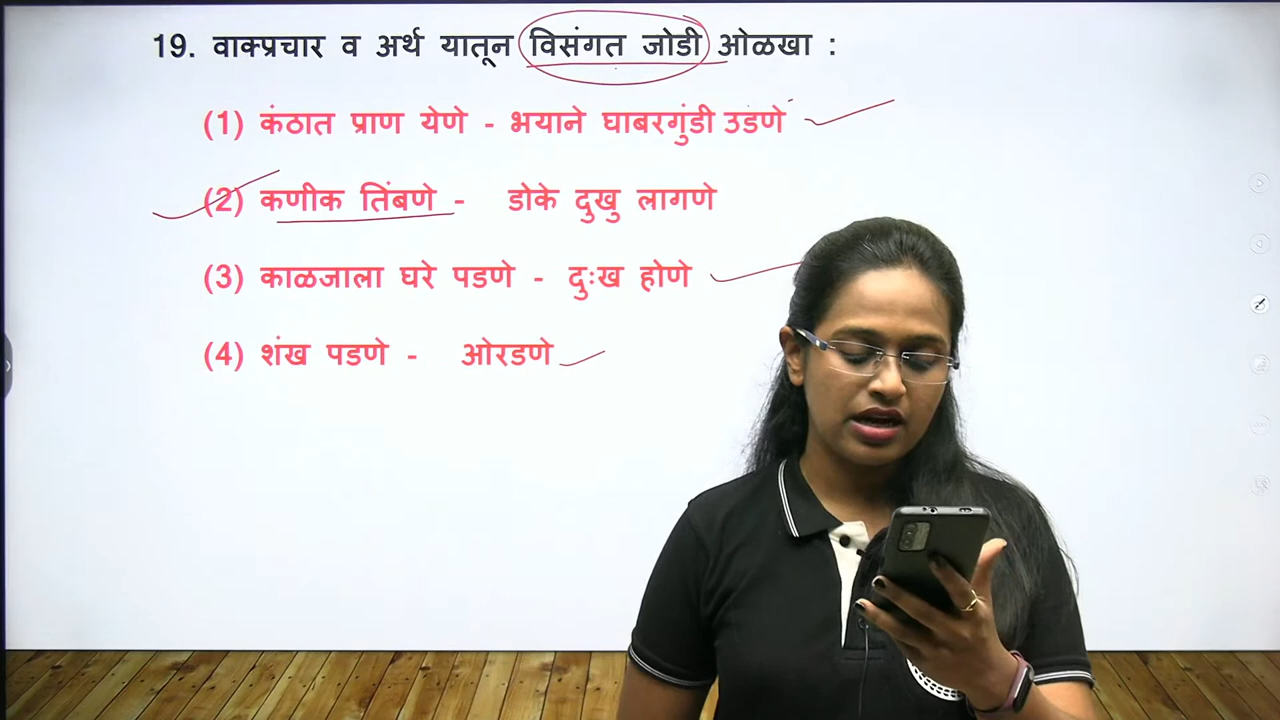 19. वाक्प्रचार व अर्थ यातून विसंगत जोडी ओळखा :
(1) कंठात प्राण येणे - भयाने घाबरगुंडी उडणे
(2) कणीक तिंबणे - डोके दुखु लागणे
(3) काळजाला घरे पडणे - दुःख होणे
(4) शंख पडणे - ओरडणे